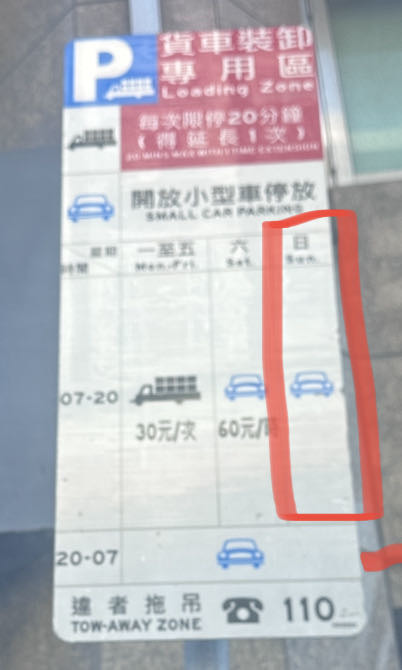 P 貨車裝卸
專用區
Loading Zone
每次限停20分鐘
(得延長1次)
開放小型車停放
SMALL CAR PARKING
時間 一至五 六 日
Mon.-Fri. Sat. Sun.
07-20
30元/次 60元/時
20-07
違者拖吊 ☎ 110
TOW-AWAY ZONE